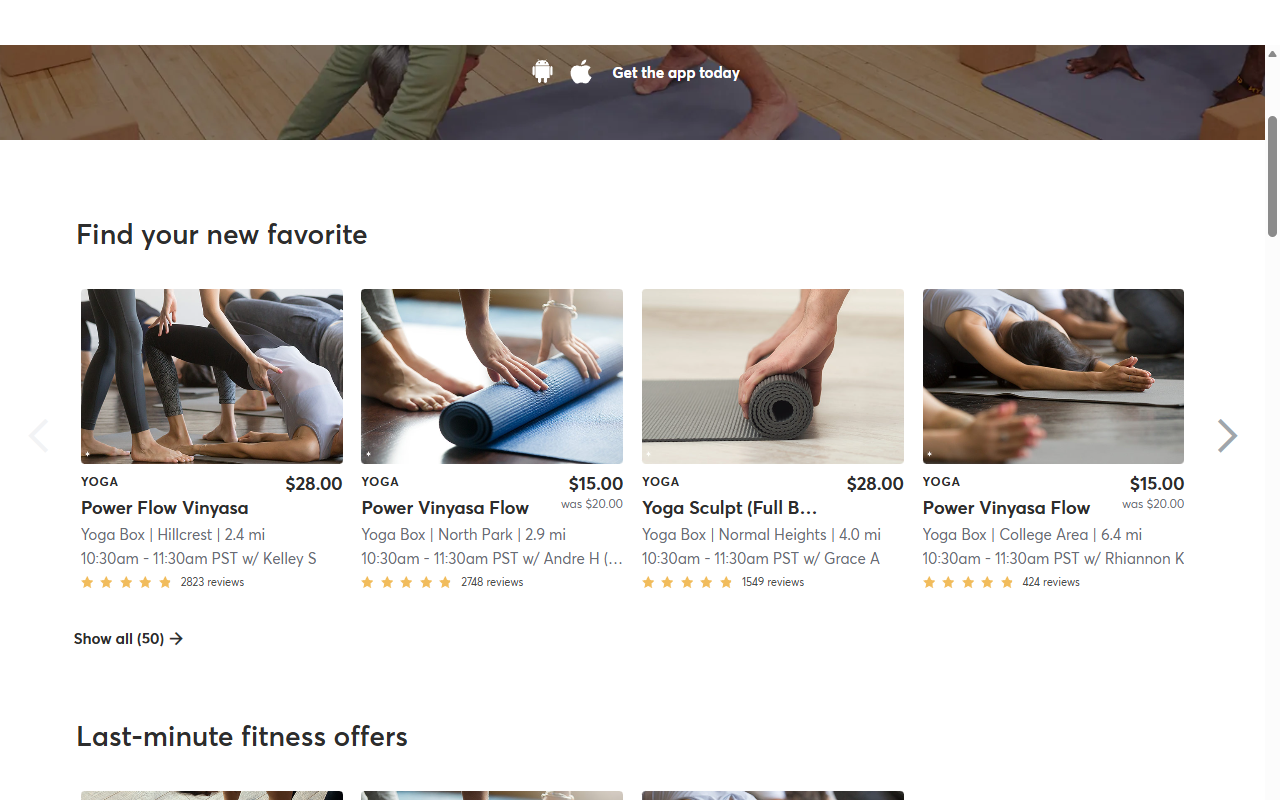 Get the app today
Find your new favorite
YOGA
$28.00
Power Flow Vinyasa
Yoga Box | Hillcrest | 2.4 mi
10:30am - 11:30am PST w/ Kelley S
2823 reviews
YOGA
$15.00
Power Vinyasa Flow
was $20.00
Yoga Box | North Park | 2.9 mi
10:30am - 11:30am PST w/ Andre H (...
2748 reviews
YOGA
$28.00
Yoga Sculpt (Full B...
Yoga Box | Normal Heights | 4.0 mi
10:30am - 11:30am PST w/ Grace A
1549 reviews
YOGA
$15.00
Power Vinyasa Flow
was $20.00
Yoga Box | College Area | 6.4 mi
10:30am - 11:30am PST w/ Rhiannon K
424 reviews
Show all (50)
Last-minute fitness offers